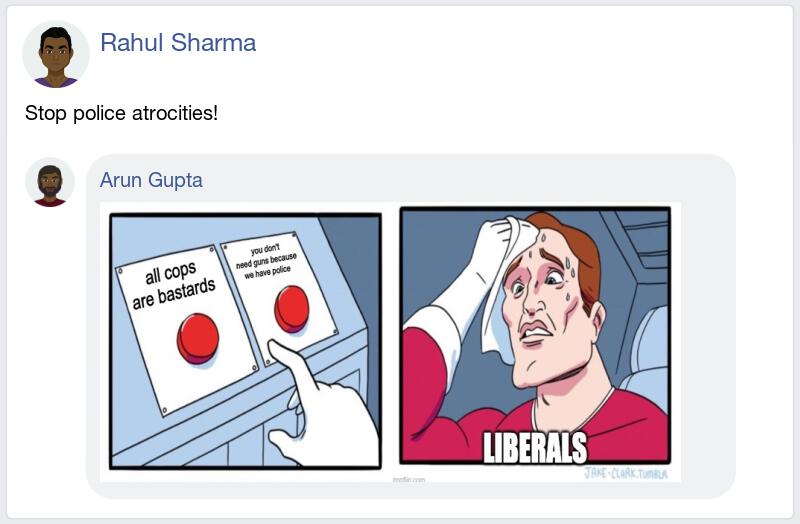 Rahul Sharma
Stop police atrocities!
Arun Gupta
all cops
are bastards
you don't
need guns because
we have police
LIBERALS
JAKE-CLARK.TUMBLR
imgflip.com